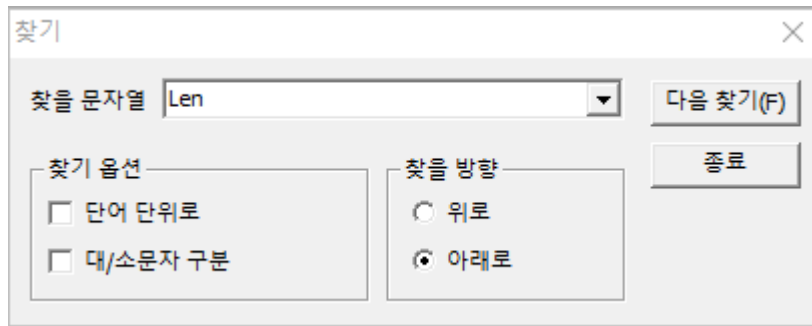 찾기
찾을 문자열 Len 다음 찾기(F)
찾기 옵션 찾을 방향 종료
단어 단위로 위로
대/소문자 구분 아래로